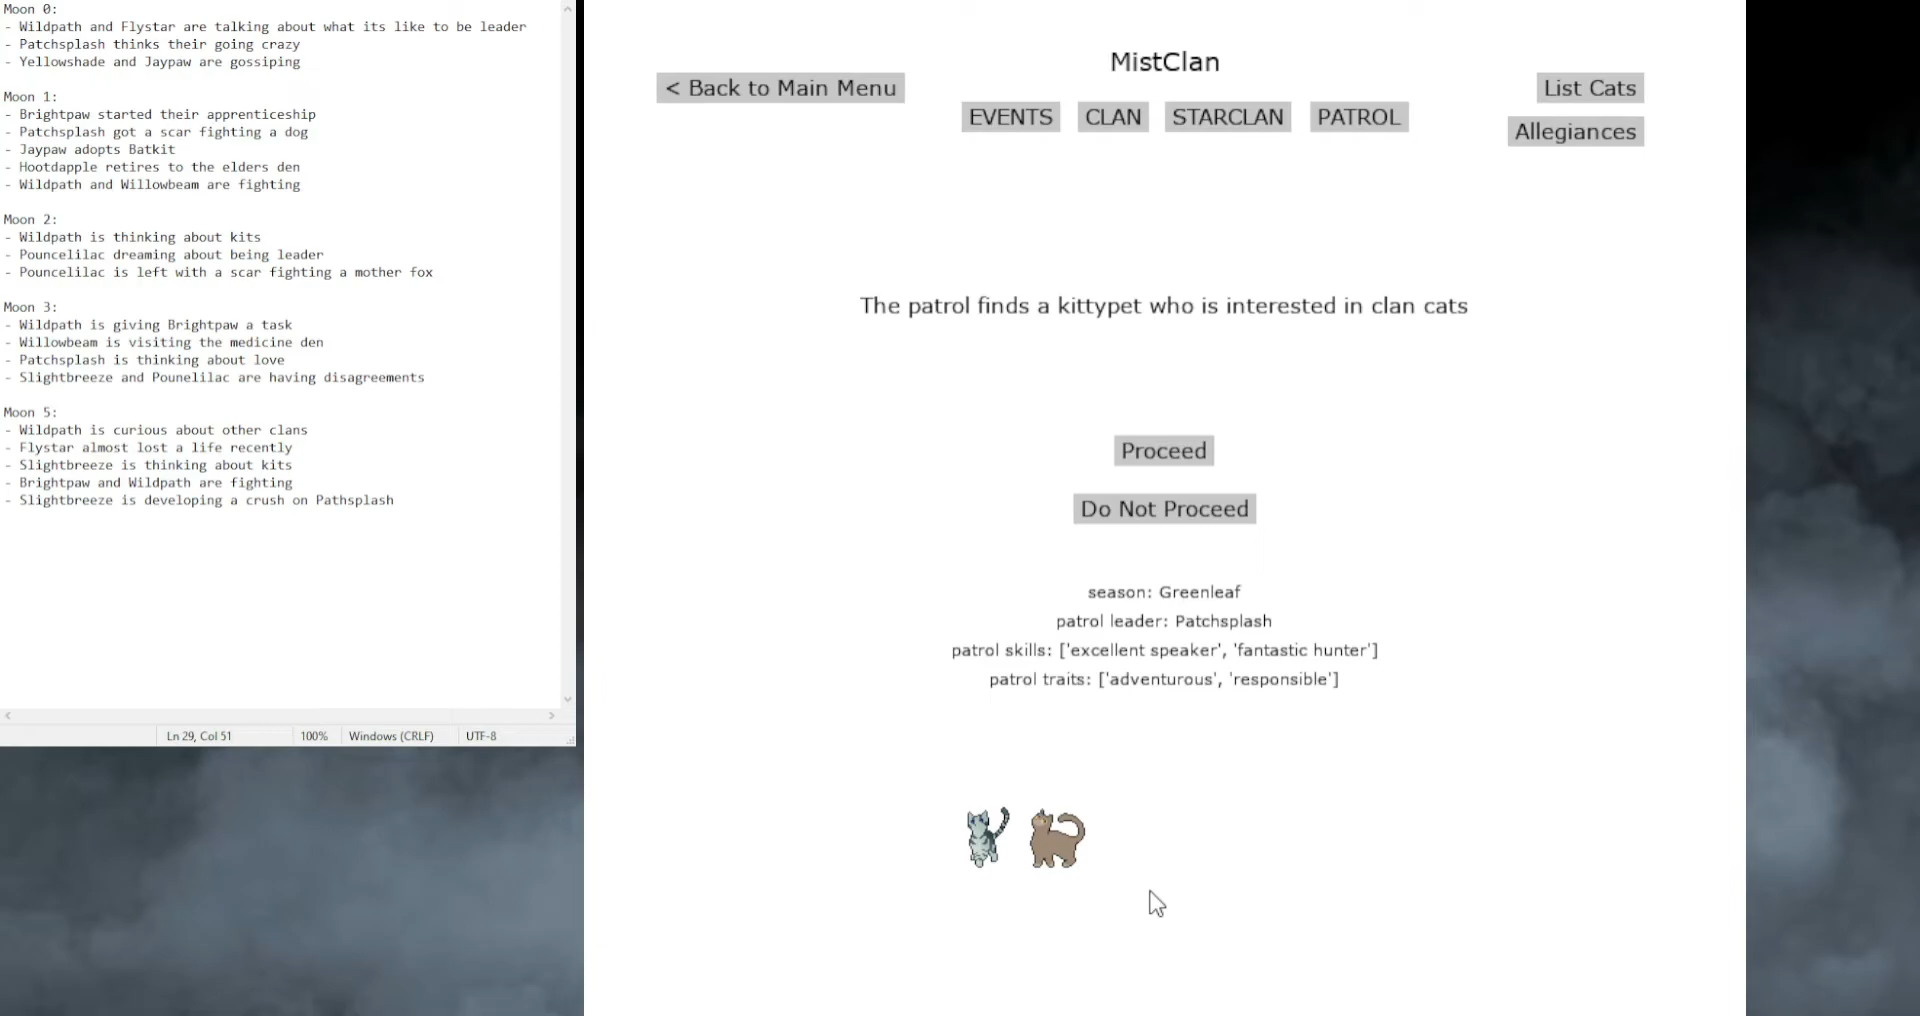 Moon 0:
- Wildpath and Flystar are talking about what its like to be leader
- Patchsplash thinks their going crazy
- Yellowshade and Jaypaw are gossiping
Moon 1:
- Brightpaw started their apprenticeship
- Patchsplash got a scar fighting a dog
- Jaypaw adopts Batkit
- Hootdapple retires to the elders den
- Wildpath and Willowbeam are fighting
Moon 2:
- Wildpath is thinking about kits
- Pouncelilac dreaming about being leader
- Pouncelilac is left with a scar fighting a mother fox
Moon 3:
- Wildpath is giving Brightpaw a task
- Willowbeam is visiting the medicine den
- Patchsplash is thinking about love
- Slightbreeze and Pounelilac are having disagreements
Moon 5:
- Wildpath is curious about other clans
- Flystar almost lost a life recently
- Slightbreeze is thinking about kits
- Brightpaw and Wildpath are fighting
- Slightbreeze is developing a crush on Pathsplash
Ln 29, Col 51
100%
Windows (CRLF)
UTF-8
MistClan
< Back to Main Menu
List Cats
EVENTS
CLAN
STARCLAN
PATROL
Allegiances
The patrol finds a kittypet who is interested in clan cats
Proceed
Do Not Proceed
season: Greenleaf
patrol leader: Patchsplash
patrol skills: ['excellent speaker', 'fantastic hunter']
patrol traits: ['adventurous', 'responsible']